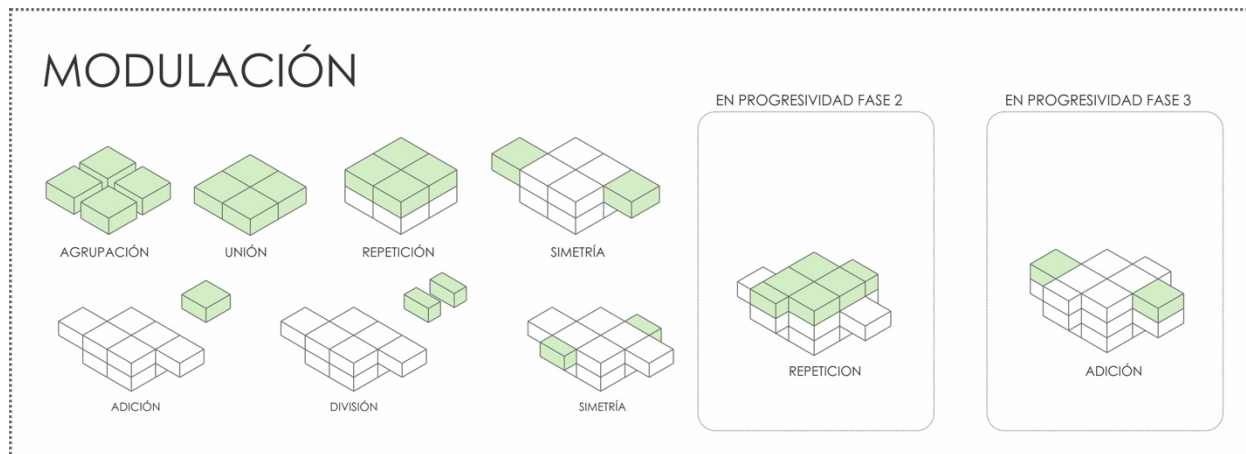 MODULACIÓN
AGRUPACIÓN
UNIÓN
REPETICIÓN
SIMETRÍA
ADICIÓN
DIVISIÓN
SIMETRÍA
EN PROGRESIVIDAD FASE 2
REPETICION
EN PROGRESIVIDAD FASE 3
ADICIÓN